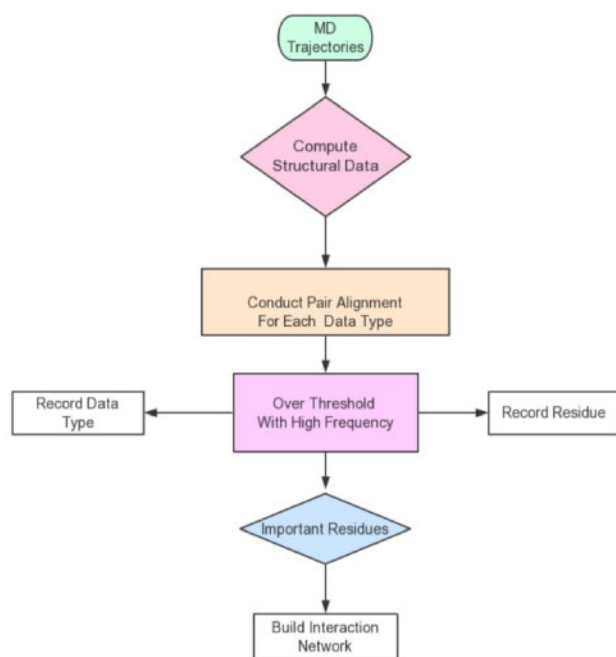 MD
Trajectories
Compute
Structural Data
Conduct Pair Alignment
For Each Data Type
Record Data
Type
Over Threshold
With High Frequency
Record Residue
Important Residues
Build Interaction
Network